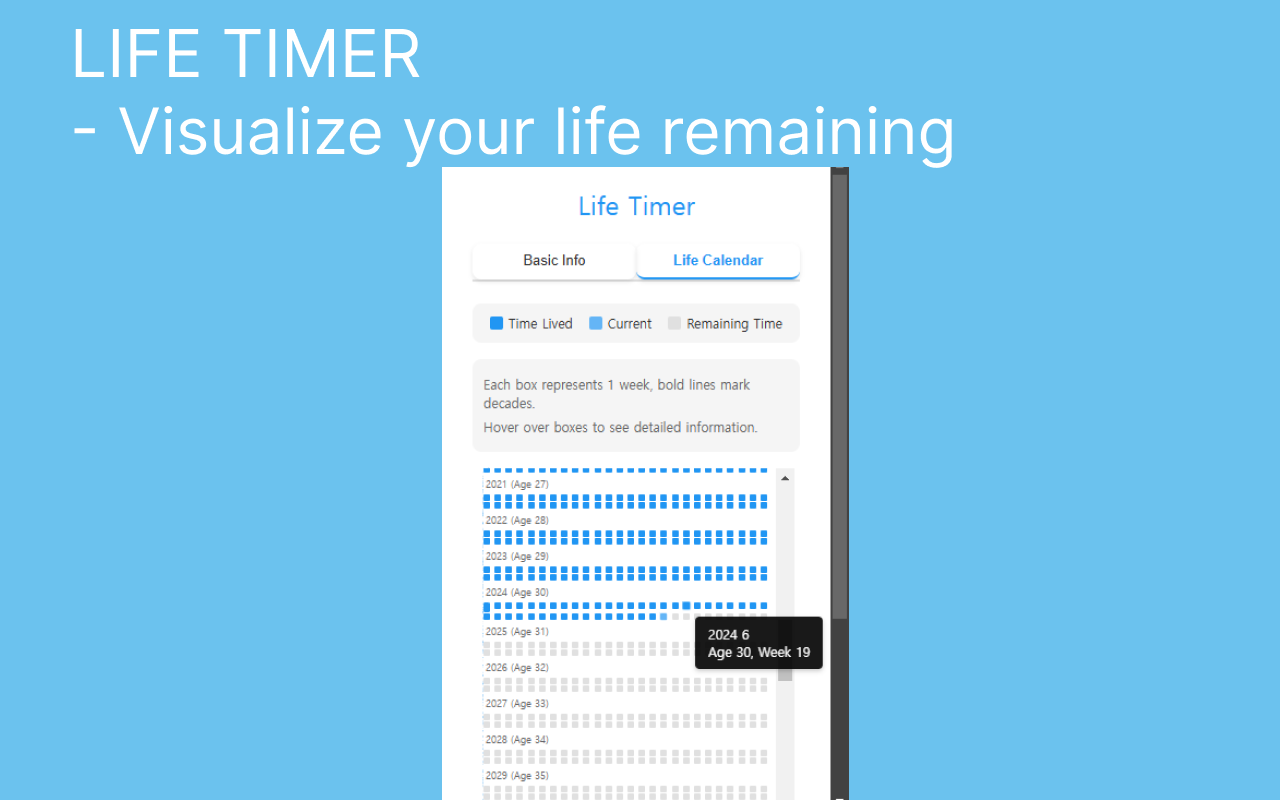 LIFE TIMER
- Visualize your life remaining
Life Timer
Basic Info
Life Calendar
Time Lived
Current
Remaining Time
Each box represents 1 week, bold lines mark
decades.
Hover over boxes to see detailed information.
2021 (Age 27)
2022 (Age 28)
2023 (Age 29)
2024 (Age 30)
2025 (Age 31)
2024 6
Age 30, Week 19
2026 (Age 32)
2027 (Age 33)
2028 (Age 34)
2029 (Age 35)